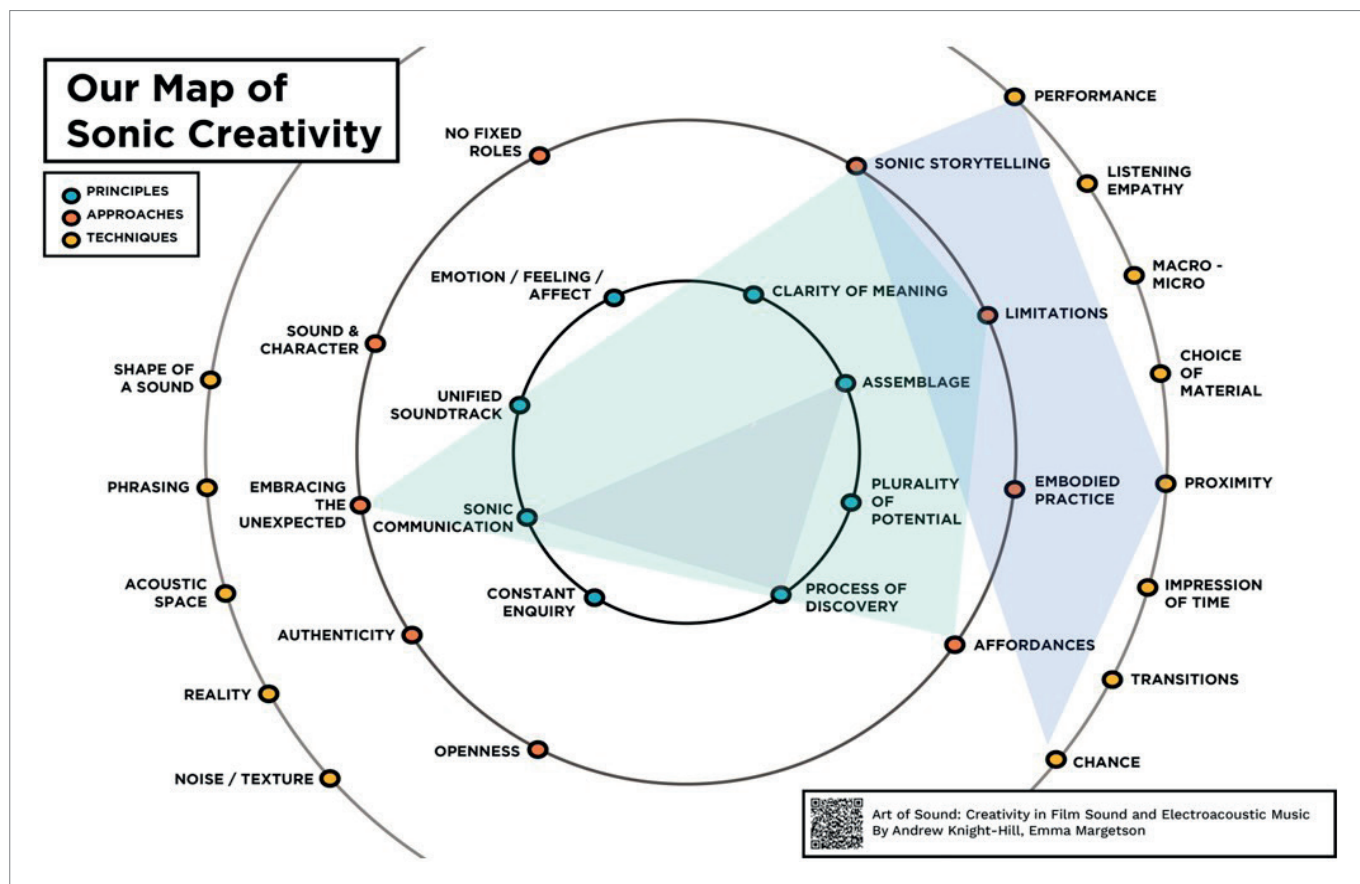 Our Map of
Sonic Creativity
PRINCIPLES
APPROACHES
TECHNIQUES
NO FIXED
ROLES
SONIC STORYTELLING
PERFORMANCE
LISTENING
EMPATHY
MACRO -
MICRO
EMOTION / FEELING /
AFFECT
CLARITY OF MEANING
LIMITATIONS
SOUND &
CHARACTER
SHAPE OF
A SOUND
UNIFIED
SOUNDTRACK
ASSEMBLAGE
CHOICE
OF
MATERIAL
PHRASING
EMBRACING
THE
UNEXPECTED
SONIC
COMMUNICATION
PLURALITY
OF
POTENTIAL
EMBODIED
PRACTICE
PROXIMITY
ACOUSTIC
SPACE
CONSTANT
ENQUIRY
PROCESS OF
DISCOVERY
IMPRESSION
OF TIME
AUTHENTICITY
AFFORDANCES
REALITY
TRANSITIONS
OPENNESS
NOISE / TEXTURE
CHANCE
Art of Sound: Creativity in Film Sound and Electroacoustic Music
By Andrew Knight-Hill, Emma Margetson